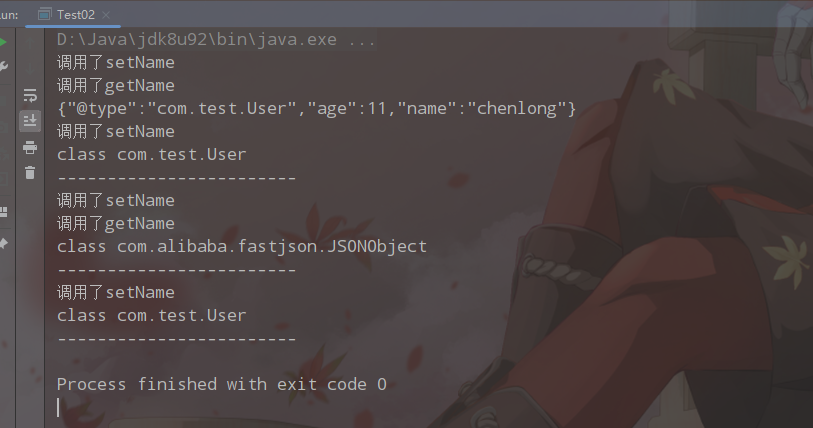 un:
Test02
D:\Java\jdk8u92\bin\java.exe ...
调用了setName
调用了getName
{"@type":"com.test.User","age":11,"name":"chenlong"}
调用了setName
class com.test.User
------------------------
调用了setName
调用了getName
class com.alibaba.fastjson.JSONObject
------------------------
调用了setName
class com.test.User
------------------------
Process finished with exit code 0